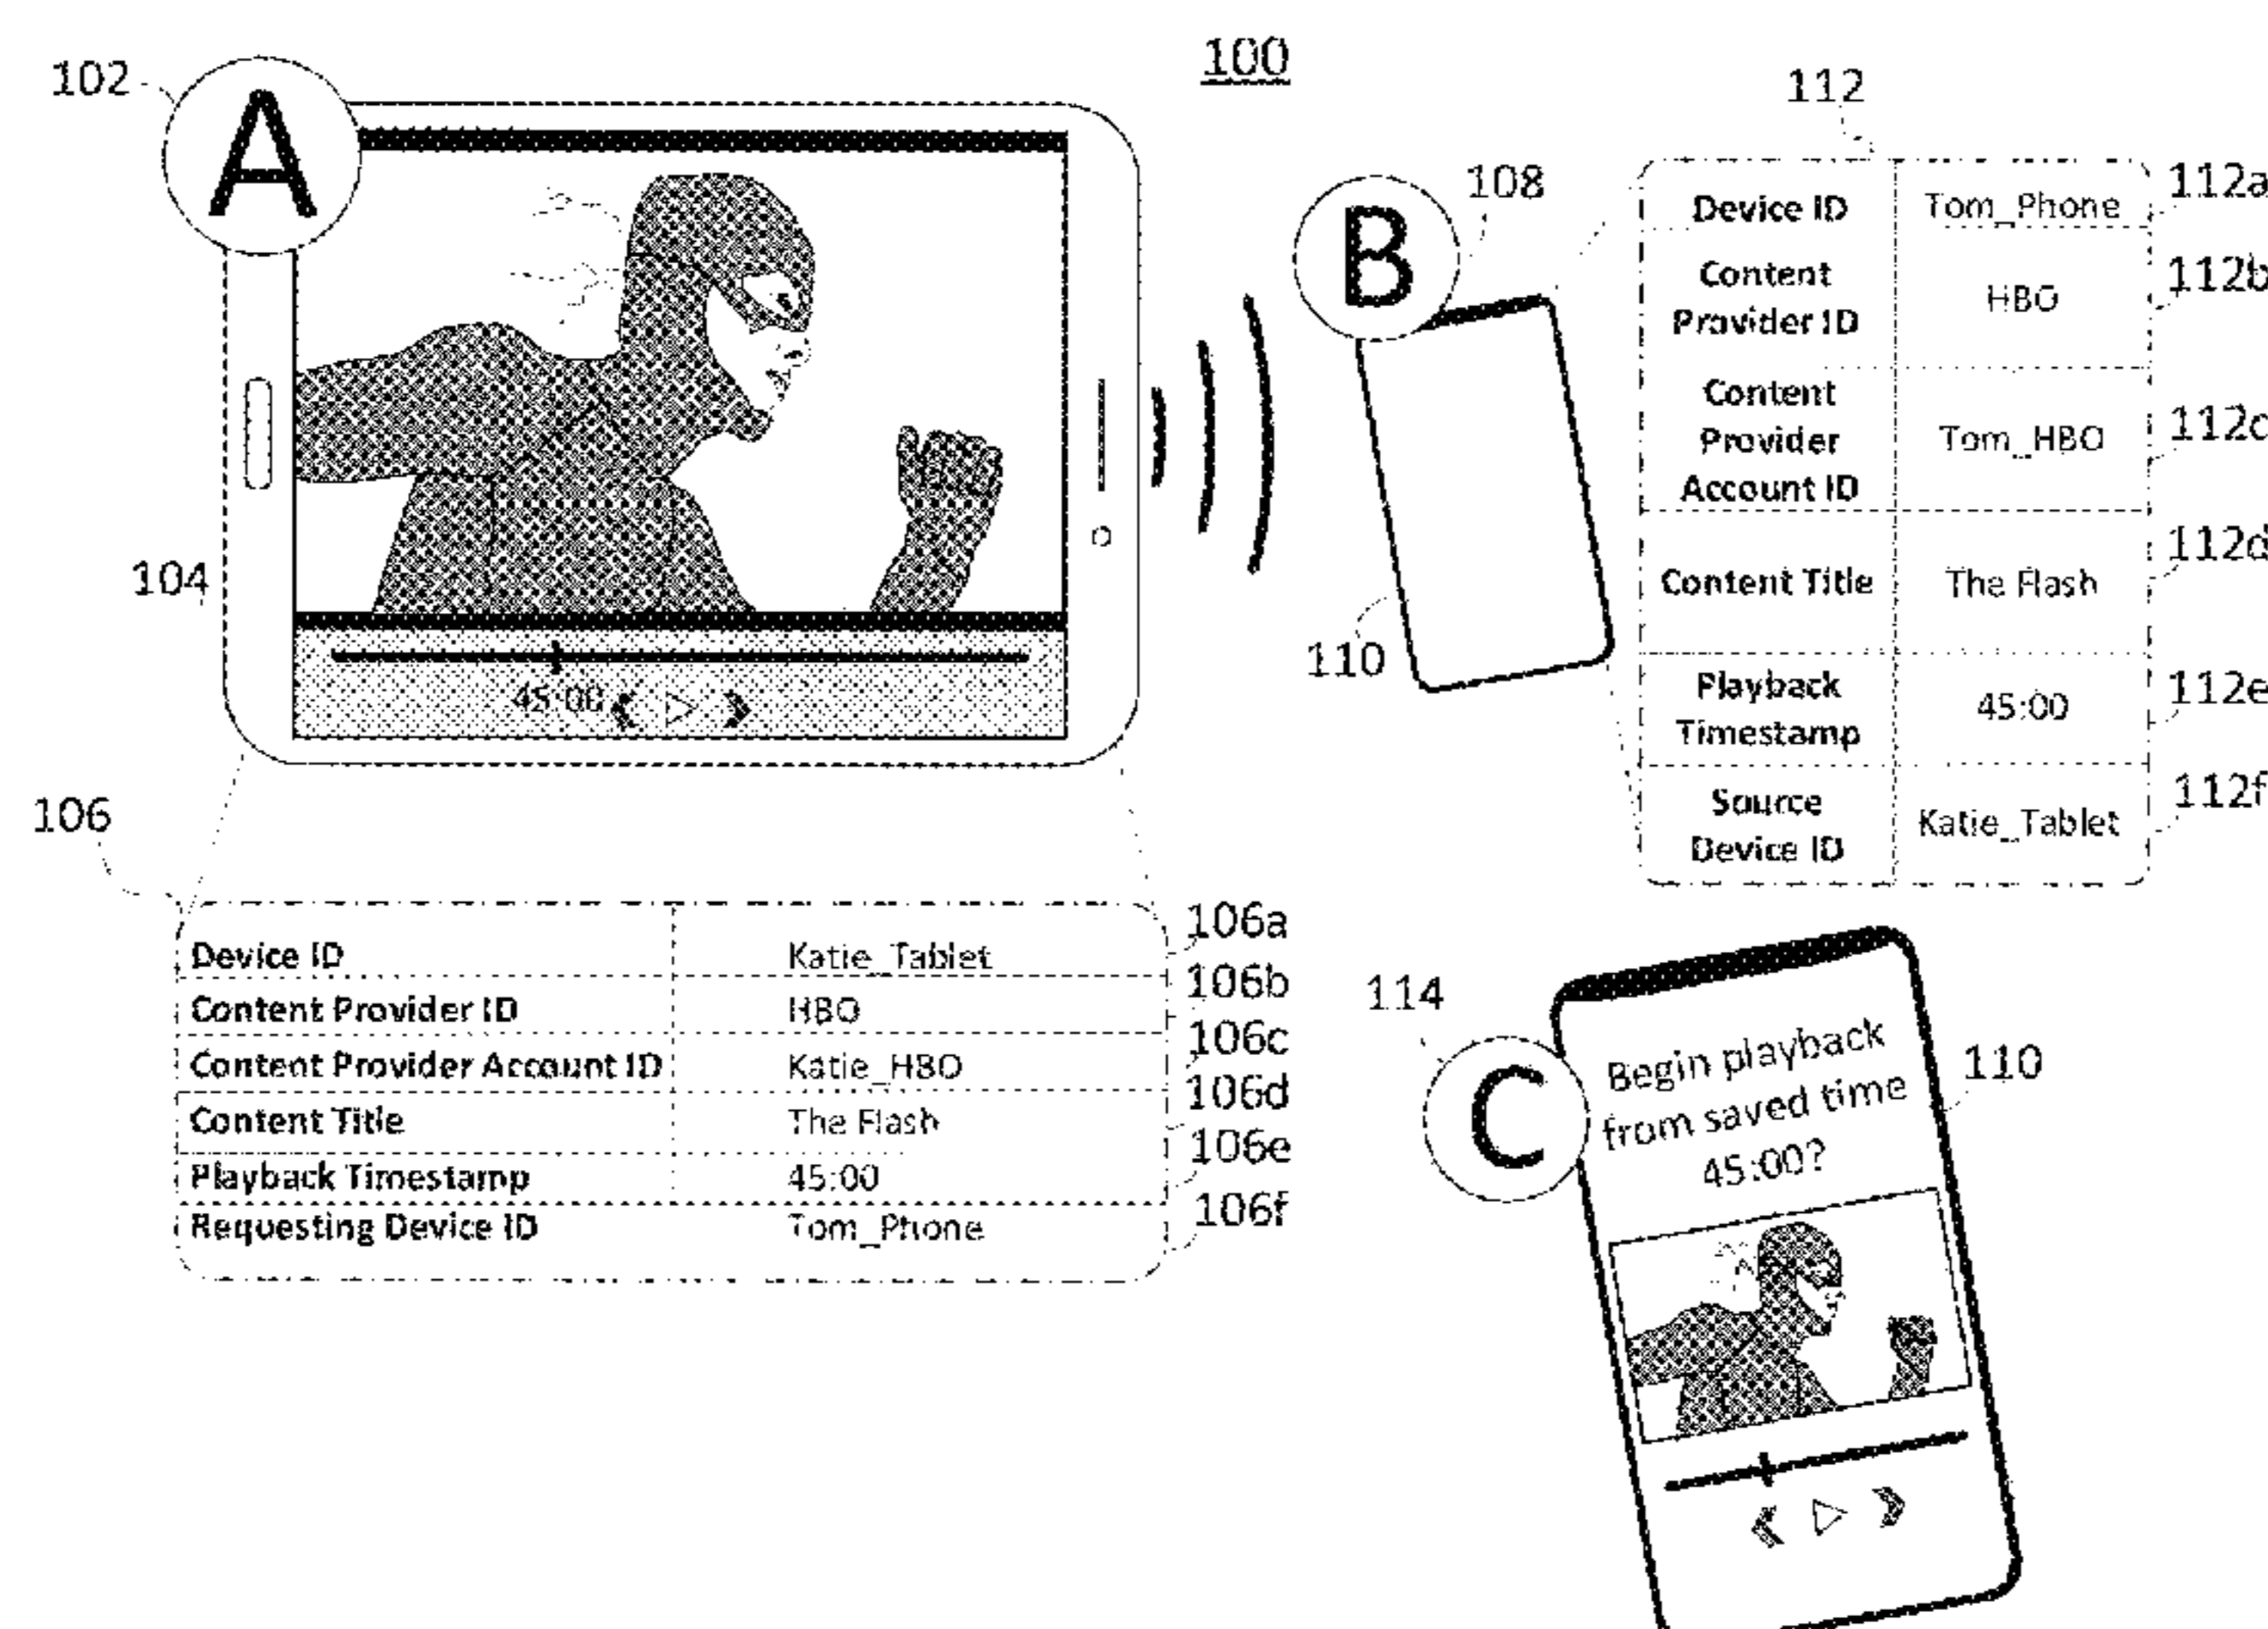 100
102
A
104
45:00
106
Device ID Katie_Tablet 106a
Content Provider ID HBO 106b
Content Provider Account ID Katie_HBO 106c
Content Title The Flash 106d
Playback Timestamp 45:00 106e
Requesting Device ID Tom_Phone 106f
B
108
110
112
Device ID Tom_Phone 112a
Content
Provider ID HBO 112b
Content
Provider
Account ID Tom_HBO 112c
Content Title The Flash 112d
Playback
Timestamp 45:00 112e
Source
Device ID Katie_Tablet 112f
114
C
110
Begin playback
from saved time
45:00?